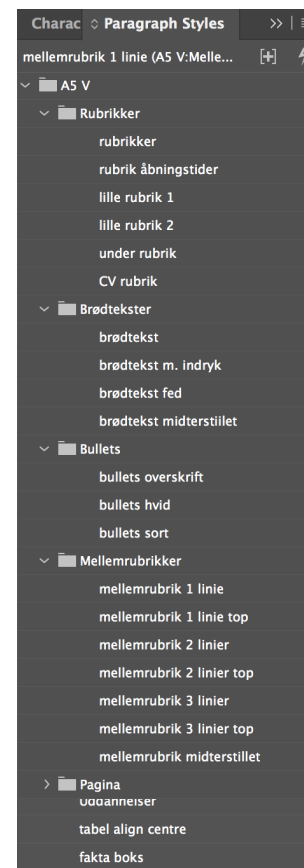 Charac Paragraph Styles
mellemrubrik 1 linie (A5 V:Melle...
A5 V
Rubrikker
rubrikker
rubrik åbningstider
lille rubrik 1
lille rubrik 2
under rubrik
CV rubrik
Brødtekster
brødtekst
brødtekst m. indryk
brødtekst fed
brødtekst midterstiilet
Bullets
bullets overskrift
bullets hvid
bullets sort
Mellemrubrikker
mellemrubrik 1 linie
mellemrubrik 1 linie top
mellemrubrik 2 linier
mellemrubrik 2 linier top
mellemrubrik 3 linier
mellemrubrik 3 linier top
mellemrubrik midterstillet
Pagina
uddannelser
tabel align centre
fakta boks